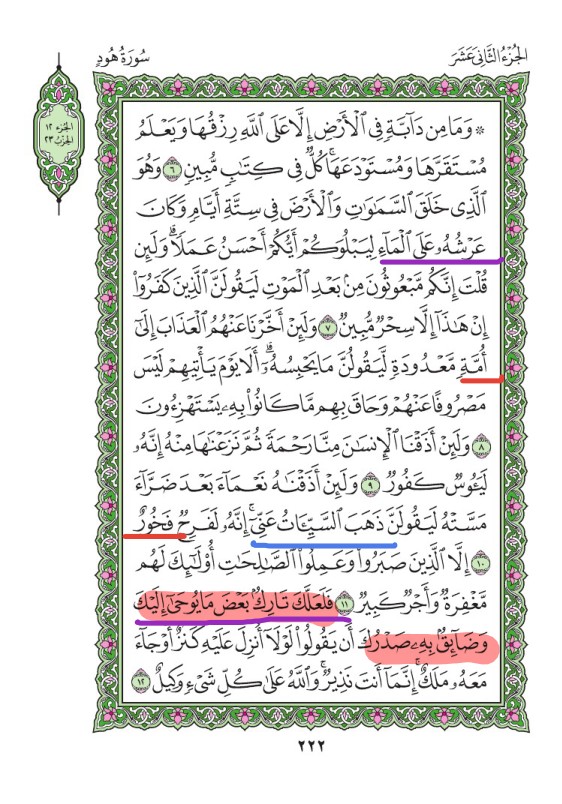 الجُزْءُ الثَّانِي عَشَرَ
سُورَةُ هُودٍ
الجُزْء ١٢
الحِزْب ٢٣
۞ وَمَا مِن دَآبَّةٖ فِي ٱلۡأَرۡضِ إِلَّا عَلَى ٱللَّهِ رِزۡقُهَا وَيَعۡلَمُ
مُسۡتَقَرَّهَا وَمُسۡتَوۡدَعَهَاۚ كُلّٞ فِي كِتَٰبٖ مُّبِينٖ ٦ وَهُوَ
ٱلَّذِي خَلَقَ ٱلسَّمَٰوَٰتِ وَٱلۡأَرۡضَ فِي سِتَّةِ أَيَّامٖ وَكَانَ
عَرۡشُهُۥ عَلَى ٱلۡمَآءِ لِيَبۡلُوَكُمۡ أَيُّكُمۡ أَحۡسَنُ عَمَلٗاۗ وَلَئِن
قُلۡتَ إِنَّكُم مَّبۡعُوثُونَ مِنۢ بَعۡدِ ٱلۡمَوۡتِ لَيَقُولَنَّ ٱلَّذِينَ كَفَرُوٓاْ
إِنۡ هَٰذَآ إِلَّا سِحۡرٞ مُّبِينٞ ٧ وَلَئِنۡ أَخَّرۡنَا عَنۡهُمُ ٱلۡعَذَابَ إِلَىٰٓ
أُمَّةٖ مَّعۡدُودَةٖ لَّيَقُولُنَّ مَا يَحۡبِسُهُۥٓۗ أَلَا يَوۡمَ يَأۡتِيهِمۡ لَيۡسَ
مَصۡرُوفًا عَنۡهُمۡ وَحَاقَ بِهِم مَّا كَانُواْ بِهِۦ يَسۡتَهۡزِءُونَ
٨ وَلَئِنۡ أَذَقۡنَا ٱلۡإِنسَٰنَ مِنَّا رَحۡمَةٗ ثُمَّ نَزَعۡنَٰهَا مِنۡهُ إِنَّهُۥ
لَيَـُٔوسٞ كَفُورٞ ٩ وَلَئِنۡ أَذَقۡنَٰهُ نَعۡمَآءَ بَعۡدَ ضَرَّآءَ
مَسَّتۡهُ لَيَقُولَنَّ ذَهَبَ ٱلسَّيِّـَٔاتُ عَنِّيٓۚ إِنَّهُۥ لَفَرِحٞ فَخُورٌ
١٠ إِلَّا ٱلَّذِينَ صَبَرُواْ وَعَمِلُواْ ٱلصَّٰلِحَٰتِ أُوْلَٰٓئِكَ لَهُم
مَّغۡفِرَةٞ وَأَجۡرٞ كَبِيرٞ ١١ فَلَعَلَّكَ تَارِكُۢ بَعۡضَ مَا يُوحَىٰٓ إِلَيۡكَ
وَضَآئِقُۢ بِهِۦ صَدۡرُكَ أَن يَقُولُواْ لَوۡلَآ أُنزِلَ عَلَيۡهِ كَنزٌ أَوۡ جَآءَ
مَعَهُۥ مَلَكٌۚ إِنَّمَآ أَنتَ نَذِيرٞۚ وَٱللَّهُ عَلَىٰ كُلِّ شَيۡءٖ وَكِيلٌ ١٢
٢٢٢